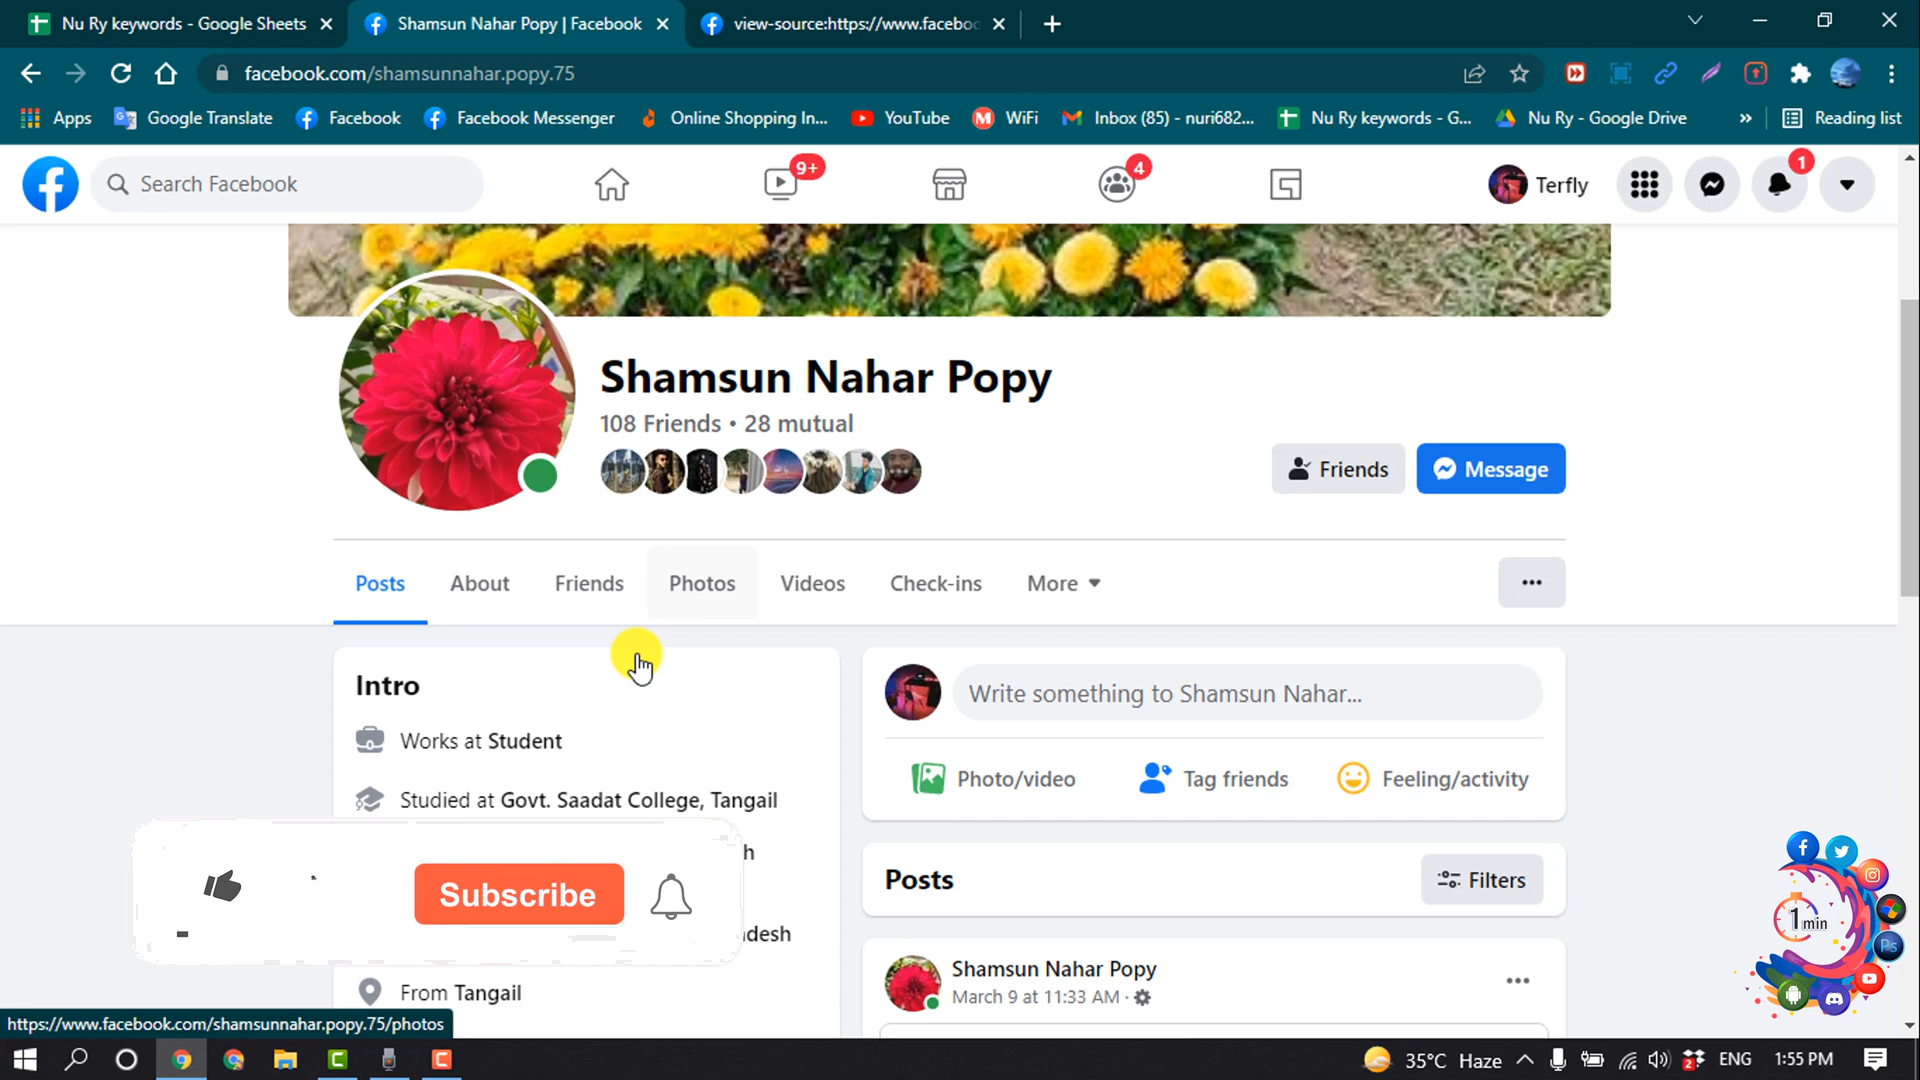 Nu Ry keywords - Google Sheets
Shamsun Nahar Popy | Facebook
view-source:https://www.faceboo
facebook.com/shamsunnahar.popy.75
Apps
Google Translate
Facebook
Facebook Messenger
Online Shopping In...
YouTube
WiFi
Inbox (85) - nuri682...
Nu Ry keywords - G...
Nu Ry - Google Drive
»
Reading list
Search Facebook
9+
4
Terfly
1
Shamsun Nahar Popy
108 Friends • 28 mutual
Friends
Message
Posts
About
Friends
Photos
Videos
Check-ins
More
Intro
Works at Student
Studied at Govt. Saadat College, Tangail
h
desh
From Tangail
Subscribe
Write something to Shamsun Nahar...
Photo/video
Tag friends
Feeling/activity
Posts
Filters
Shamsun Nahar Popy
March 9 at 11:33 AM ·
1 min
Ps
https://www.facebook.com/shamsunnahar.popy.75/photos
35°C Haze
2
ENG
1:55 PM